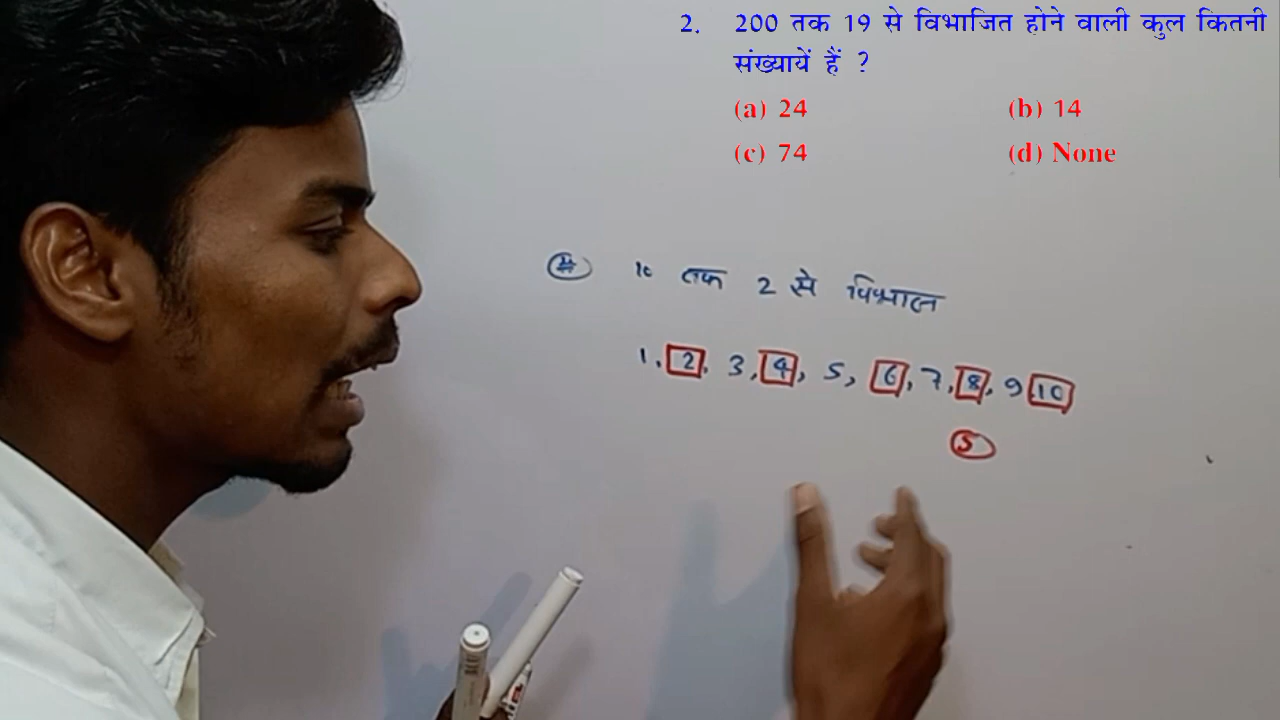 2. 200 तक 19 से विभाजित होने वाली कुल कितनी
संख्यायें हैं ?
(a) 24 (b) 14
(c) 74 (d) None
# 10 तक 2 से विभाज्य
1, 2, 3, 4, 5, 6, 7, 8, 9 10
5